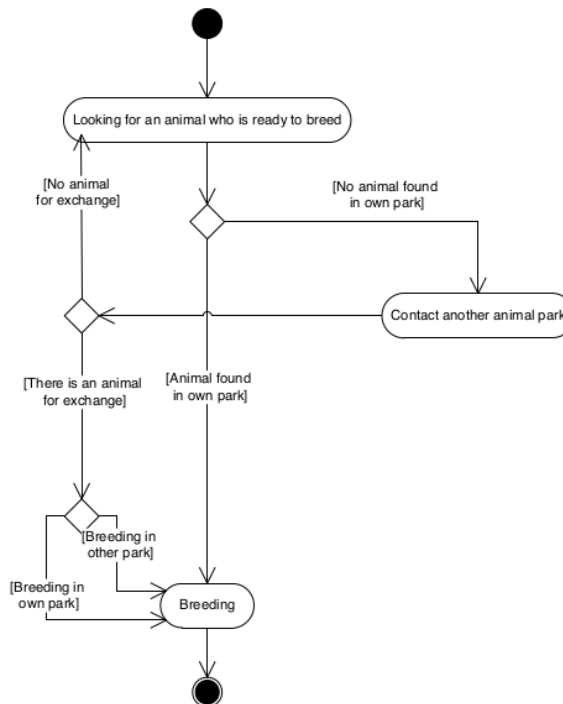 Looking for an animal who is ready to breed
[No animal
for exchange]
[No animal found
in own park]
Contact another animal park
[There is an animal
for exchange]
[Animal found
in own park]
[Breeding in
other park]
[Breeding in
own park]
Breeding